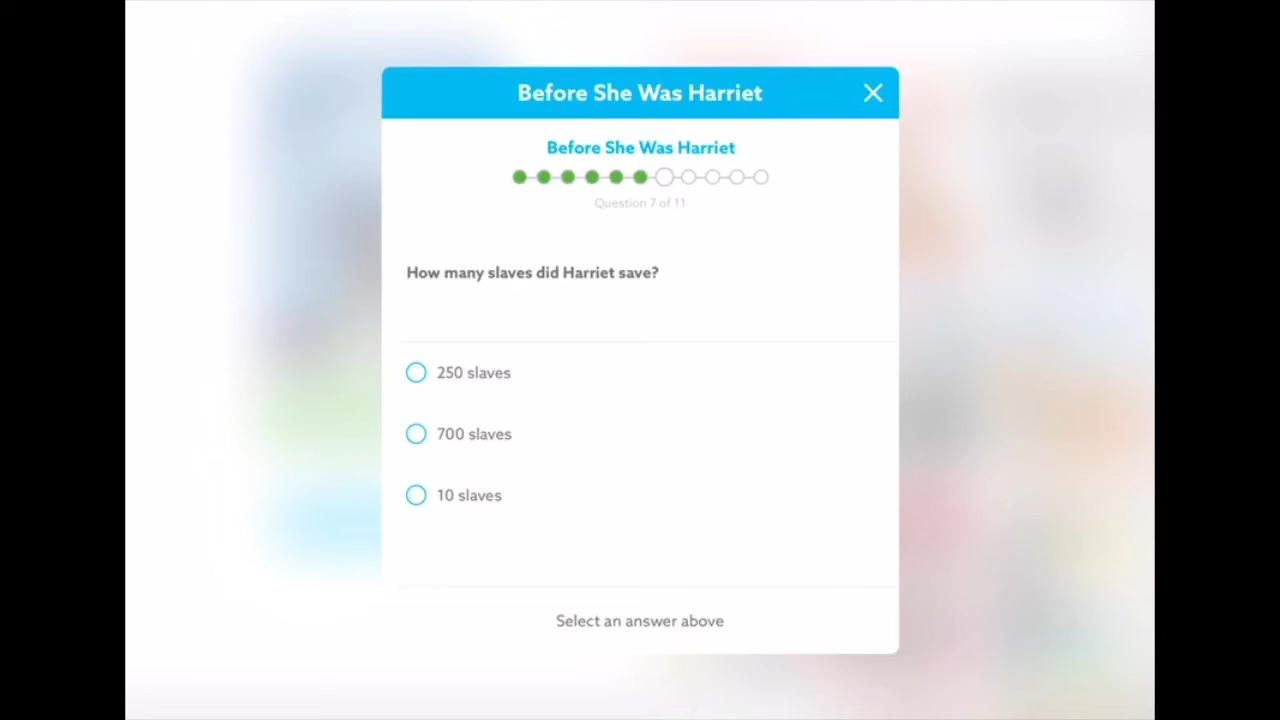 Before She Was Harriet
Before She Was Harriet
Question 7 of 11
How many slaves did Harriet save?
250 slaves
700 slaves
10 slaves
Select an answer above